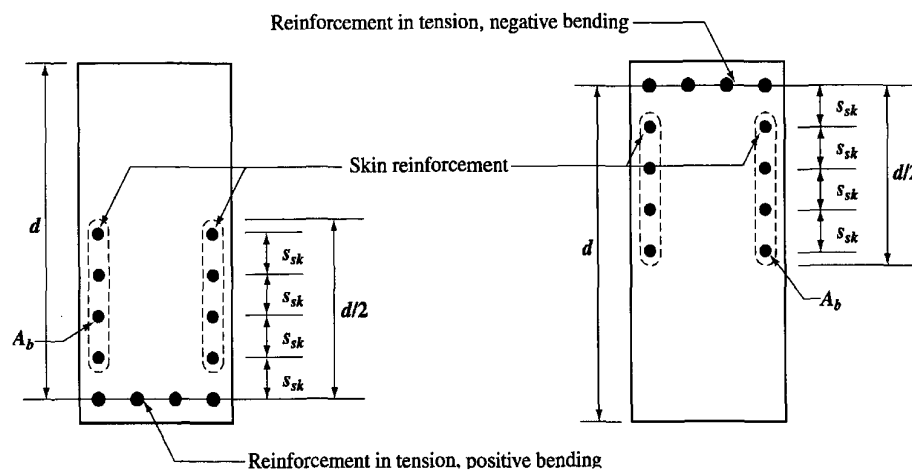 Reinforcement in tension, negative bending
Skin reinforcement
d
s_sk
s_sk
s_sk
s_sk
d/2
A_b
Reinforcement in tension, positive bending
s_sk
s_sk
s_sk
s_sk
d/2
d
A_b